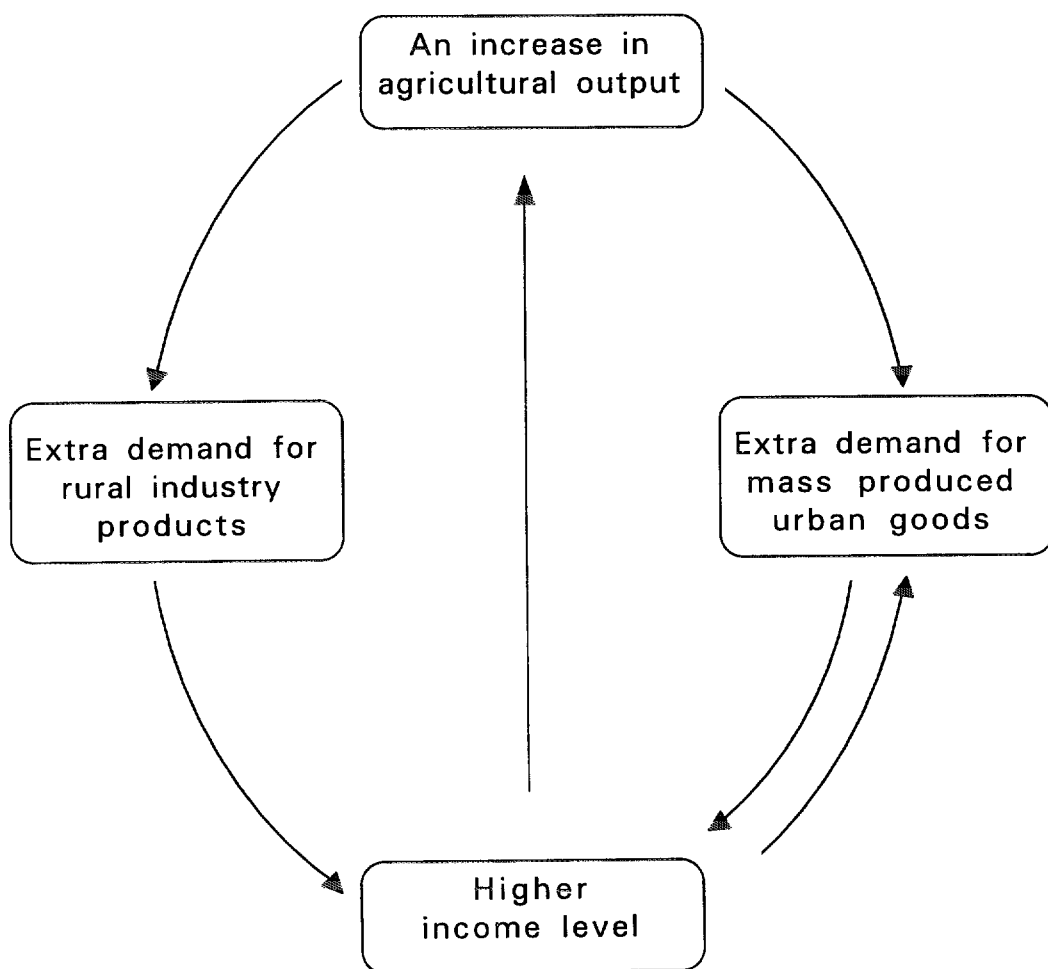 An increase in
agricultural output
Extra demand for
rural industry
products
Extra demand for
mass produced
urban goods
Higher
income level